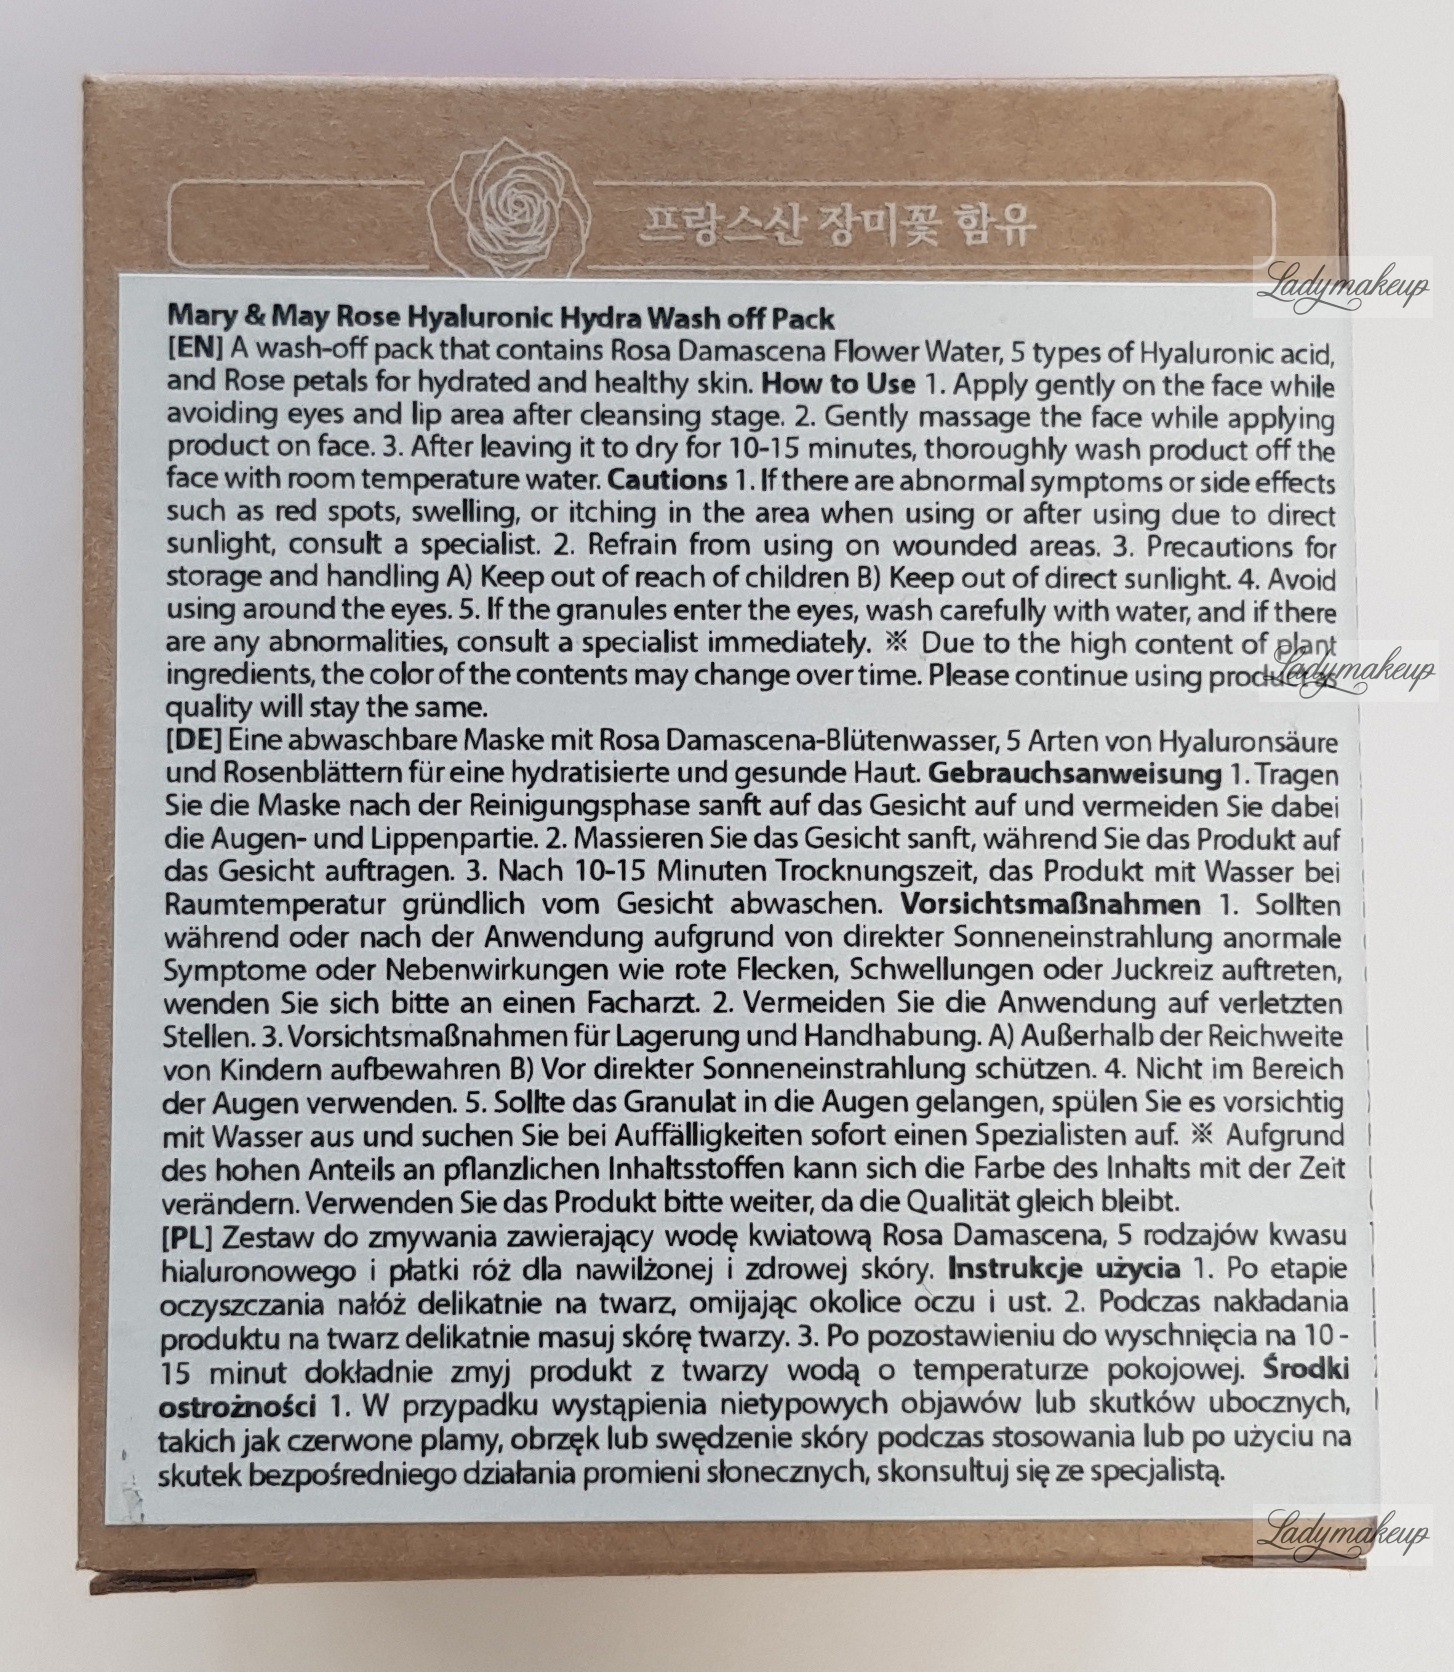 프랑스산 장미꽃 함유
Mary & May Rose Hyaluronic Hydra Wash off Pack
[EN] A wash-off pack that contains Rosa Damascena Flower Water, 5 types of Hyaluronic acid,
and Rose petals for hydrated and healthy skin. How to Use 1. Apply gently on the face while
avoiding eyes and lip area after cleansing stage. 2. Gently massage the face while applying
product on face. 3. After leaving it to dry for 10-15 minutes, thoroughly wash product off the
face with room temperature water. Cautions 1. If there are abnormal symptoms or side effects
such as red spots, swelling, or itching in the area when using or after using due to direct
sunlight, consult a specialist. 2. Refrain from using on wounded areas. 3. Precautions for
storage and handling A) Keep out of reach of children B) Keep out of direct sunlight. 4. Avoid
using around the eyes. 5. If the granules enter the eyes, wash carefully with water, and if there
are any abnormalities, consult a specialist immediately. ※ Due to the high content of plant
ingredients, the color of the contents may change over time. Please continue using product as
quality will stay the same.
[DE] Eine abwaschbare Maske mit Rosa Damascena-Blütenwasser, 5 Arten von Hyaluronsäure
und Rosenblättern für eine hydratisierte und gesunde Haut. Gebrauchsanweisung 1. Tragen
Sie die Maske nach der Reinigungsphase sanft auf das Gesicht auf und vermeiden Sie dabei
die Augen- und Lippenpartie. 2. Massieren Sie das Gesicht sanft, während Sie das Produkt auf
das Gesicht auftragen. 3. Nach 10-15 Minuten Trocknungszeit, das Produkt mit Wasser bei
Raumtemperatur gründlich vom Gesicht abwaschen. Vorsichtsmaßnahmen 1. Sollten
während oder nach der Anwendung aufgrund von direkter Sonneneinstrahlung anormale
Symptome oder Nebenwirkungen wie rote Flecken, Schwellungen oder Juckreiz auftreten,
wenden Sie sich bitte an einen Facharzt. 2. Vermeiden Sie die Anwendung auf verletzten
Stellen. 3. Vorsichtsmaßnahmen für Lagerung und Handhabung. A) Außerhalb der Reichweite
von Kindern aufbewahren B) Vor direkter Sonneneinstrahlung schützen. 4. Nicht im Bereich
der Augen verwenden. 5. Sollte das Granulat in die Augen gelangen, spülen Sie es vorsichtig
mit Wasser aus und suchen Sie bei Auffälligkeiten sofort einen Spezialisten auf. ※ Aufgrund
des hohen Anteils an pflanzlichen Inhaltsstoffen kann sich die Farbe des Inhalts mit der Zeit
verändern. Verwenden Sie das Produkt bitte weiter, da die Qualität gleich bleibt.
[PL] Zestaw do zmywania zawierający wodę kwiatową Rosa Damascena, 5 rodzajów kwasu
hialuronowego i płatki róż dla nawilżonej i zdrowej skóry. Instrukcje użycia 1. Po etapie
oczyszczania nałóż delikatnie na twarz, omijając okolice oczu i ust. 2. Podczas nakładania
produktu na twarz delikatnie masuj skórę twarzy. 3. Po pozostawieniu do wyschnięcia na 10 -
15 minut dokładnie zmyj produkt z twarzy wodą o temperaturze pokojowej. Środki
ostrożności 1. W przypadku wystąpienia nietypowych objawów lub skutków ubocznych,
takich jak czerwone plamy, obrzęk lub swędzenie skóry podczas stosowania lub po użyciu na
skutek bezpośredniego działania promieni słonecznych, skonsultuj się ze specjalistą.
Ladymakeup
Ladymakeup
Ladymakeup